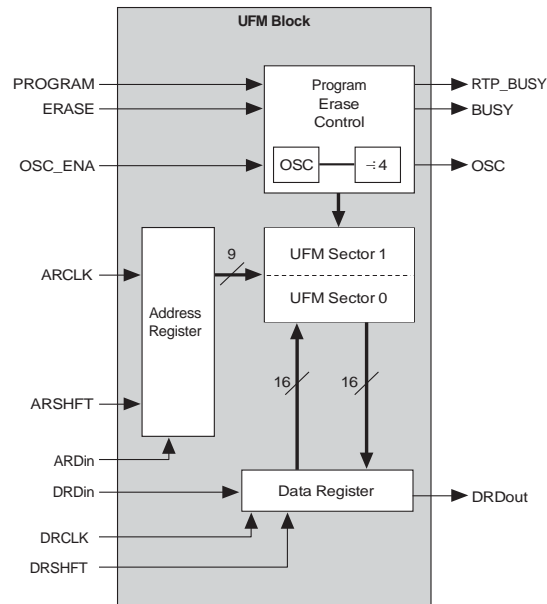 UFM Block
PROGRAM
ERASE
OSC_ENA
Program
Erase
Control
OSC
÷4
RTP_BUSY
BUSY
OSC
ARCLK
ARSHFT
ARDin
Address
Register
9
UFM Sector 1
UFM Sector 0
16
16
DRDin
DRCLK
DRSHFT
Data Register
DRDout